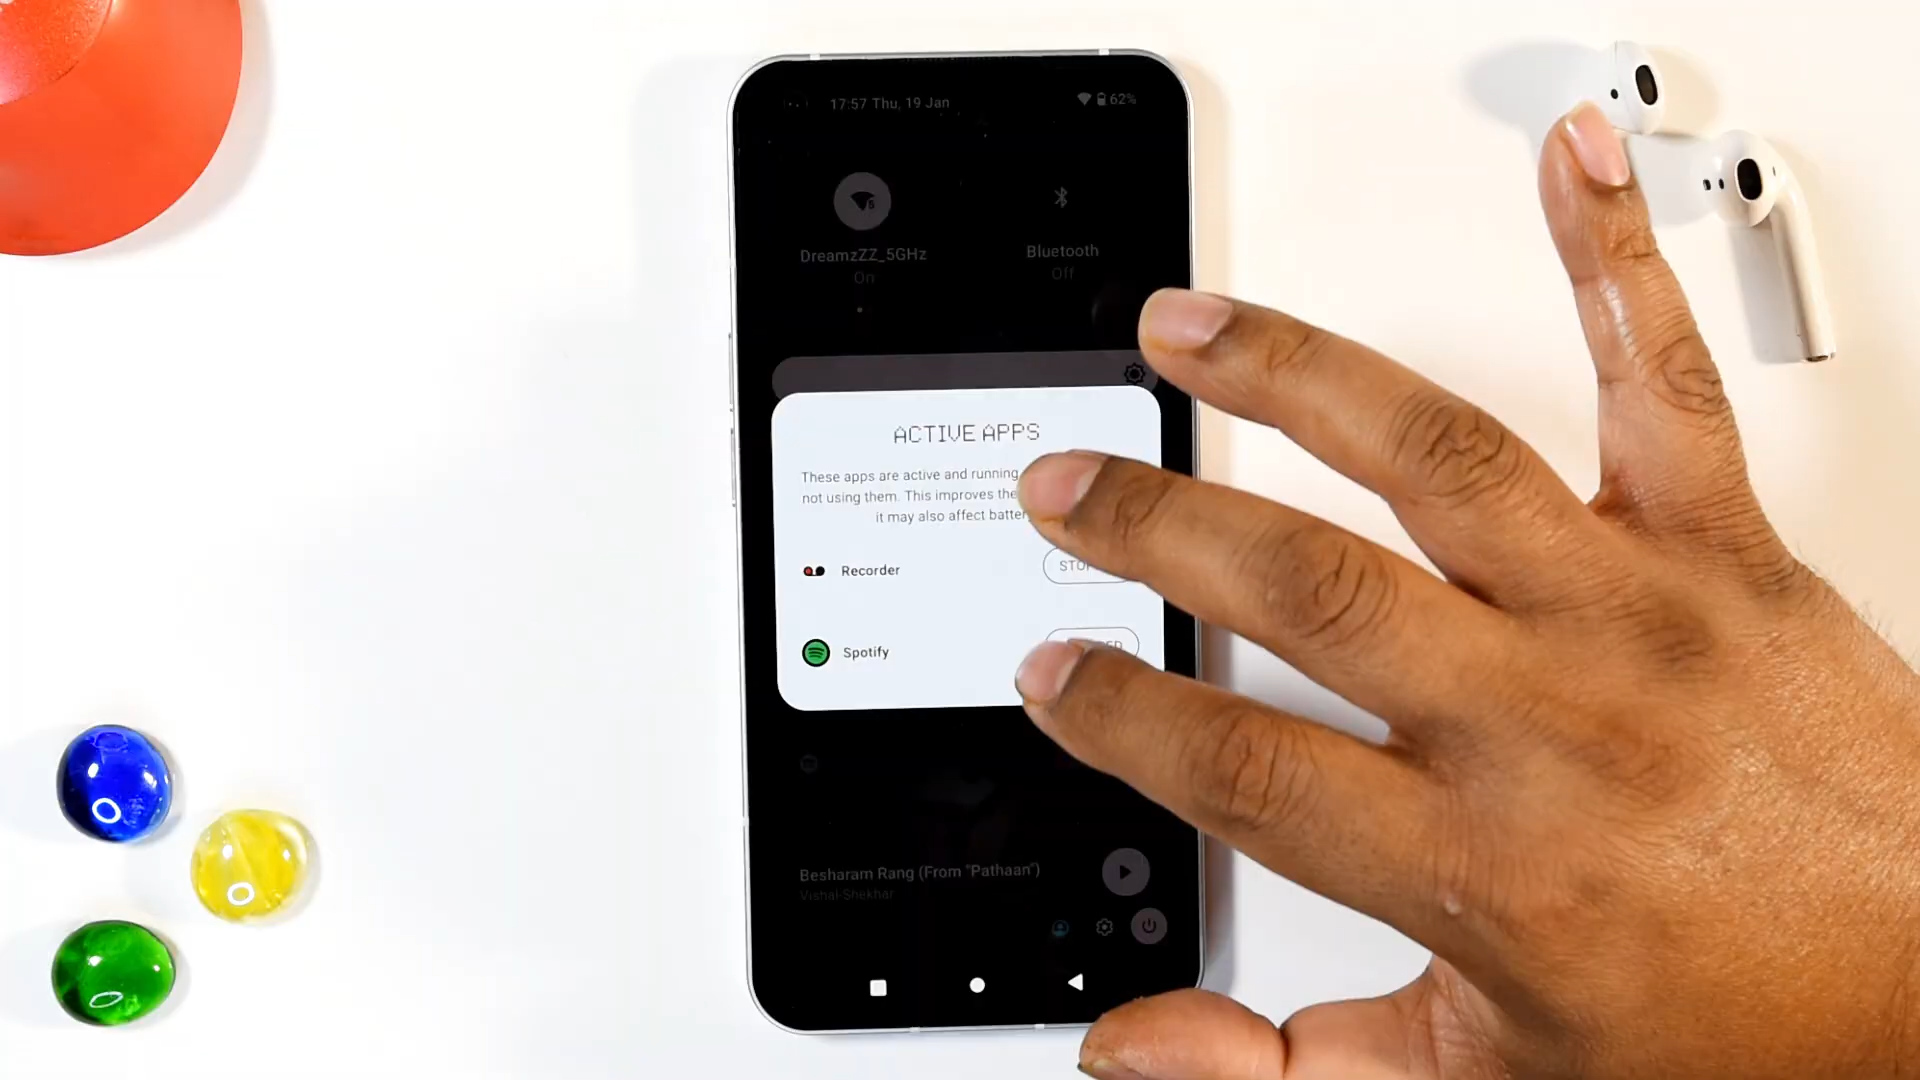 17:57 Thu, 19 Jan
62%
DreamzZZ_5GHz
On
Bluetooth
Off
ACTIVE APPS
These apps are active and running
not using them. This improves the
it may also affect
Recorder
Spotify
Besharam Rang (From "Pathaan")
Vishal-Shekhar